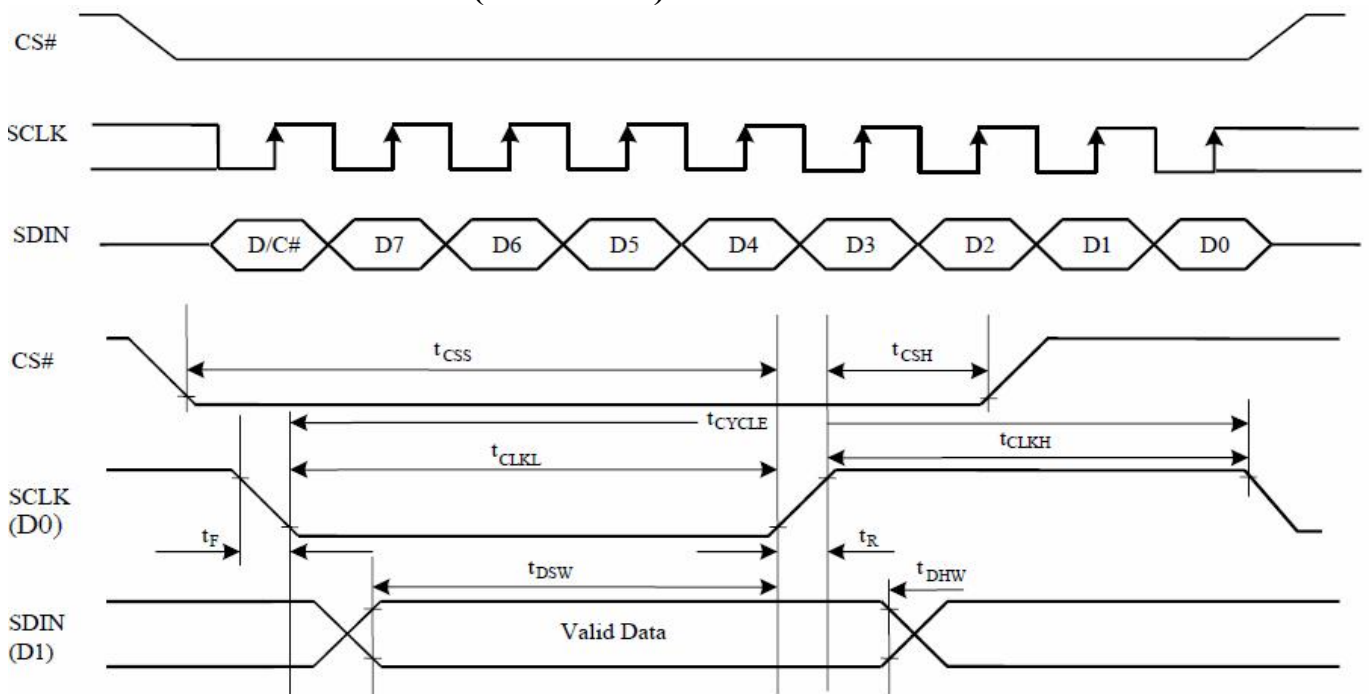 CS#
SCLK
SDIN D/C# D7 D6 D5 D4 D3 D2 D1 D0
CS# tCSS tCSH
tCYCLE
tCLKL tCLKH
SCLK
(D0)
tF tR
tDSW tDHW
SDIN
(D1) Valid Data